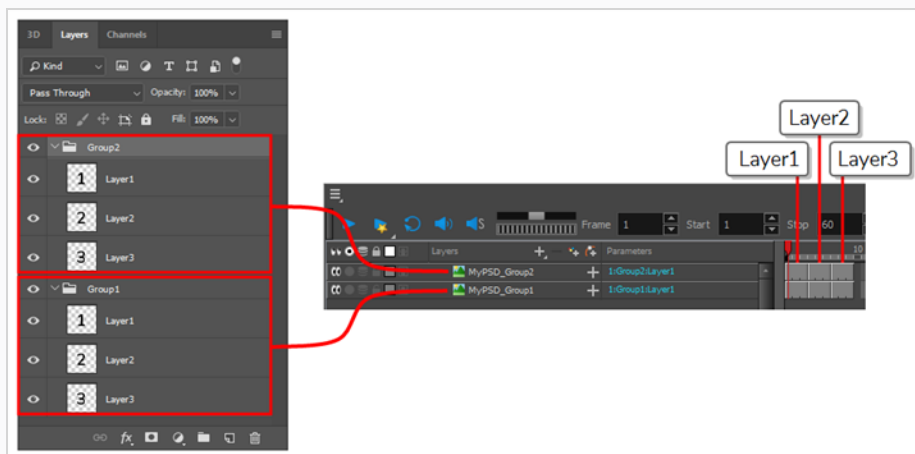 3D Layers Channels
Kind
Pass Through Opacity: 100%
Lock: Fill: 100%
Group2
1 Layer1
2 Layer2
3 Layer3
Group1
1 Layer1
2 Layer2
3 Layer3
fx
Layer2
Layer1 Layer3
S Frame 1 Start 1 Stop 60
Layers Parameters 10
MyPSD_Group2 1:Group2:Layer1
MyPSD_Group1 1:Group1:Layer1